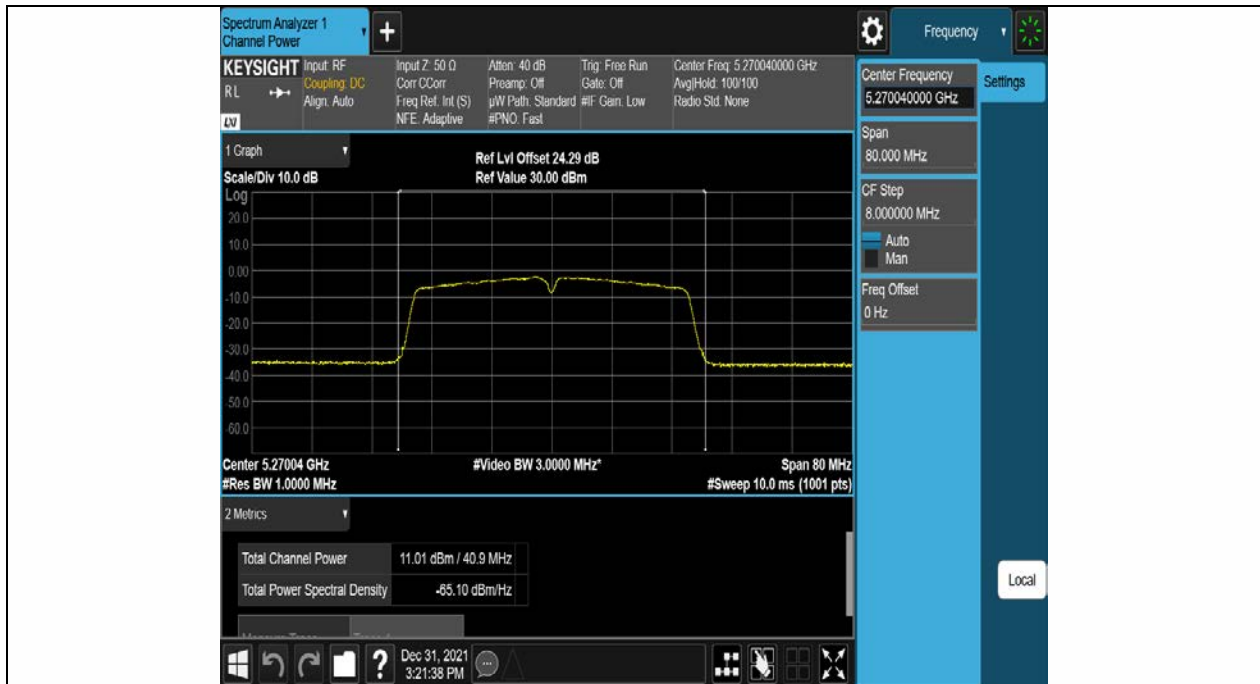 Spectrum Analyzer 1
Channel Power
+
Frequency
KEYSIGHT
RL
LXI
Input: RF
Coupling: DC
Align: Auto
Input Z: 50 Ω
Corr CCorr
Freq Ref: Int (S)
NFE: Adaptive
Atten: 40 dB
Preamp: Off
µW Path: Standard
#PNO: Fast
Trig: Free Run
Gate: Off
#IF Gain: Low
Center Freq: 5.270040000 GHz
Avg|Hold: 100/100
Radio Std: None
Center Frequency
5.270040000 GHz
Settings
Span
80.000 MHz
CF Step
8.000000 MHz
Auto
Man
Freq Offset
0 Hz
Local
1 Graph
Scale/Div 10.0 dB
Ref Lvl Offset 24.29 dB
Ref Value 30.00 dBm
Log
20.0
10.0
0.00
-10.0
-20.0
-30.0
-40.0
-50.0
-60.0
Center 5.27004 GHz
#Res BW 1.0000 MHz
#Video BW 3.0000 MHz*
Span 80 MHz
#Sweep 10.0 ms (1001 pts)
2 Metrics
Total Channel Power 11.01 dBm / 40.9 MHz
Total Power Spectral Density -65.10 dBm/Hz
?
Dec 31, 2021
3:21:38 PM